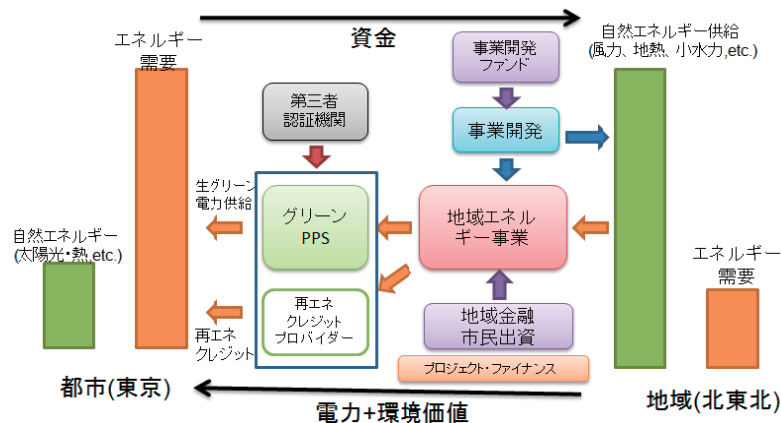 資金
エネルギー
需要
自然エネルギー供給
(風力、地熱、小水力,etc.)
事業開発
ファンド
第三者
認証機関
事業開発
生グリーン
電力供給
グリーン
PPS
地域エネル
ギー事業
自然エネルギー
(太陽光・熱,etc.)
エネルギー
需要
再エネ
クレジット
再エネ
クレジット
プロバイダー
地域金融
市民出資
プロジェクト・ファイナンス
都市(東京)
地域(北東北)
電力+環境価値